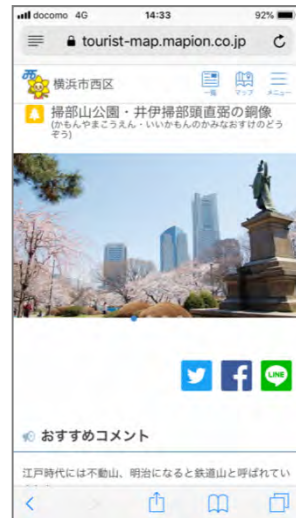 docomo 4G 14:33 92%
tourist-map.mapion.co.jp
横浜市西区
一覧 マップ メニュー
掃部山公園・井伊掃部頭直弼の銅像
(かもんやまこうえん・いいかもんのかみなおすけのどうぞう)
LINE
おすすめコメント
江戸時代には不動山、明治になると鉄道山と呼ばれてい